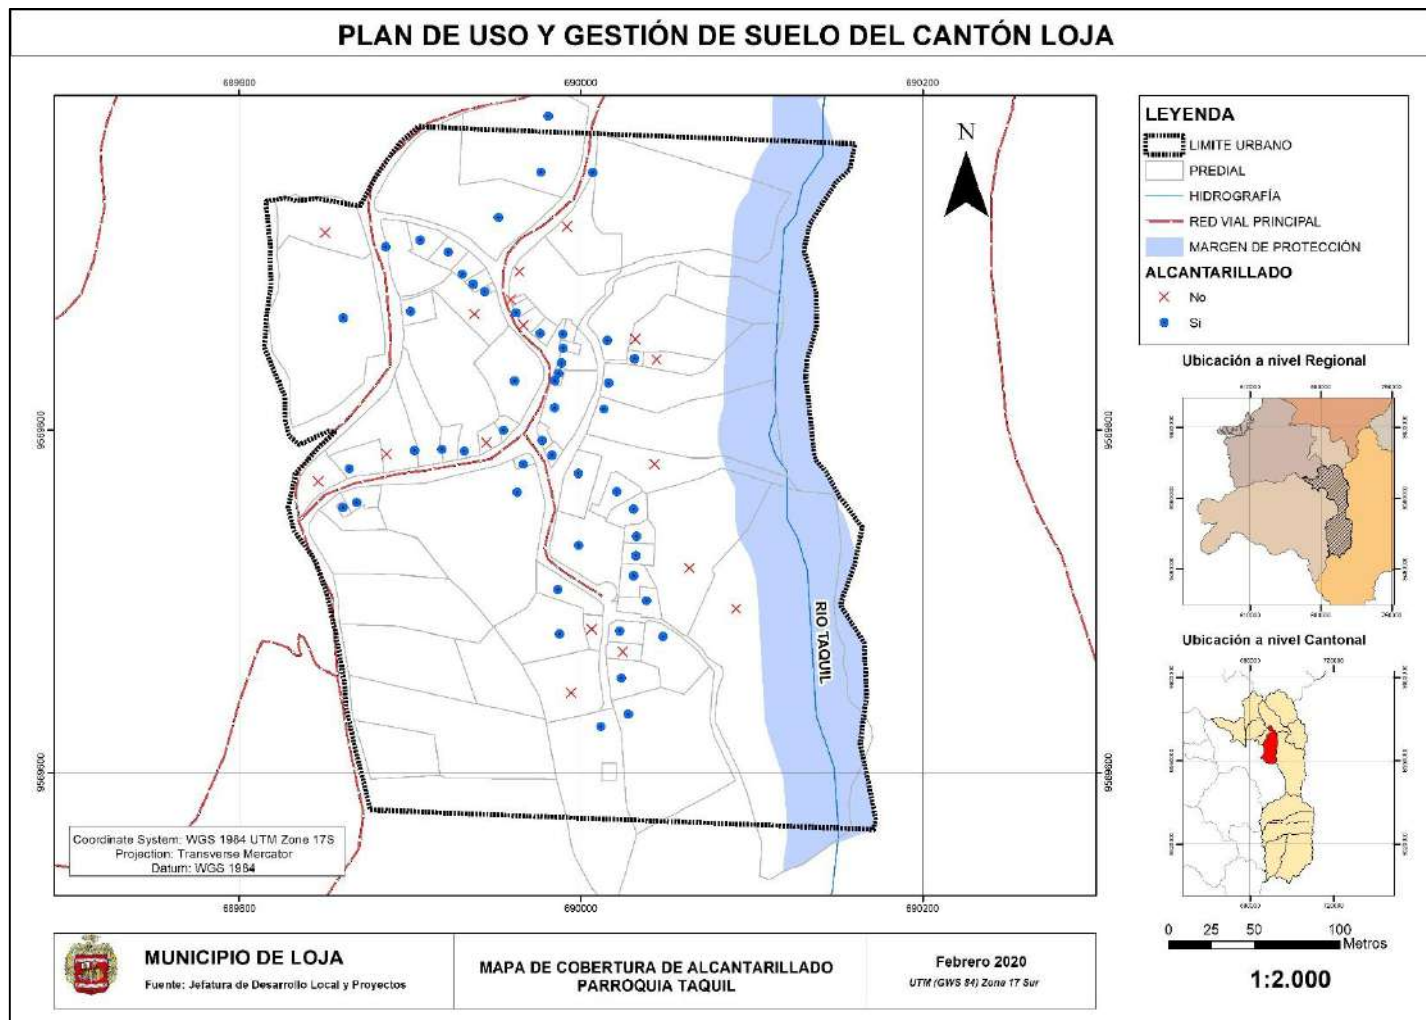 PLAN DE USO Y GESTIÓN DE SUELO DEL CANTÓN LOJA
689800
690000
690200
N
9589800
9589800
RIO TAQUIL
Coordinate System: WGS 1984 UTM Zone 17S
Projection: Transverse Mercator
Datum: WGS 1984
689800
690000
690200
LEYENDA
LIMITE URBANO
PREDIAL
HIDROGRAFÍA
RED VIAL PRINCIPAL
MARGEN DE PROTECCIÓN
ALCANTARILLADO
No
Si
Ubicación a nivel Regional
Ubicación a nivel Cantonal
0 25 50 100
Metros
1:2.000
MUNICIPIO DE LOJA
Fuente: Jefatura de Desarrollo Local y Proyectos
MAPA DE COBERTURA DE ALCANTARILLADO
PARROQUIA TAQUIL
Febrero 2020
UTM (GWS 84) Zona 17 Sur